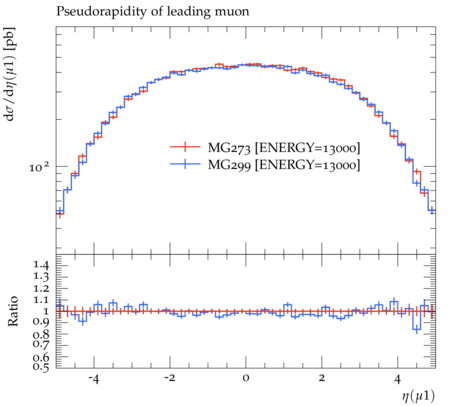 Pseudorapidity of leading muon
dσ/dη(μ1) [pb]
10²
MG273 [ENERGY=13000]
MG299 [ENERGY=13000]
Ratio
1.4
1.3
1.2
1.1
1
0.9
0.8
0.7
0.6
0.5
-4 -2 0 2 4
η(μ1)